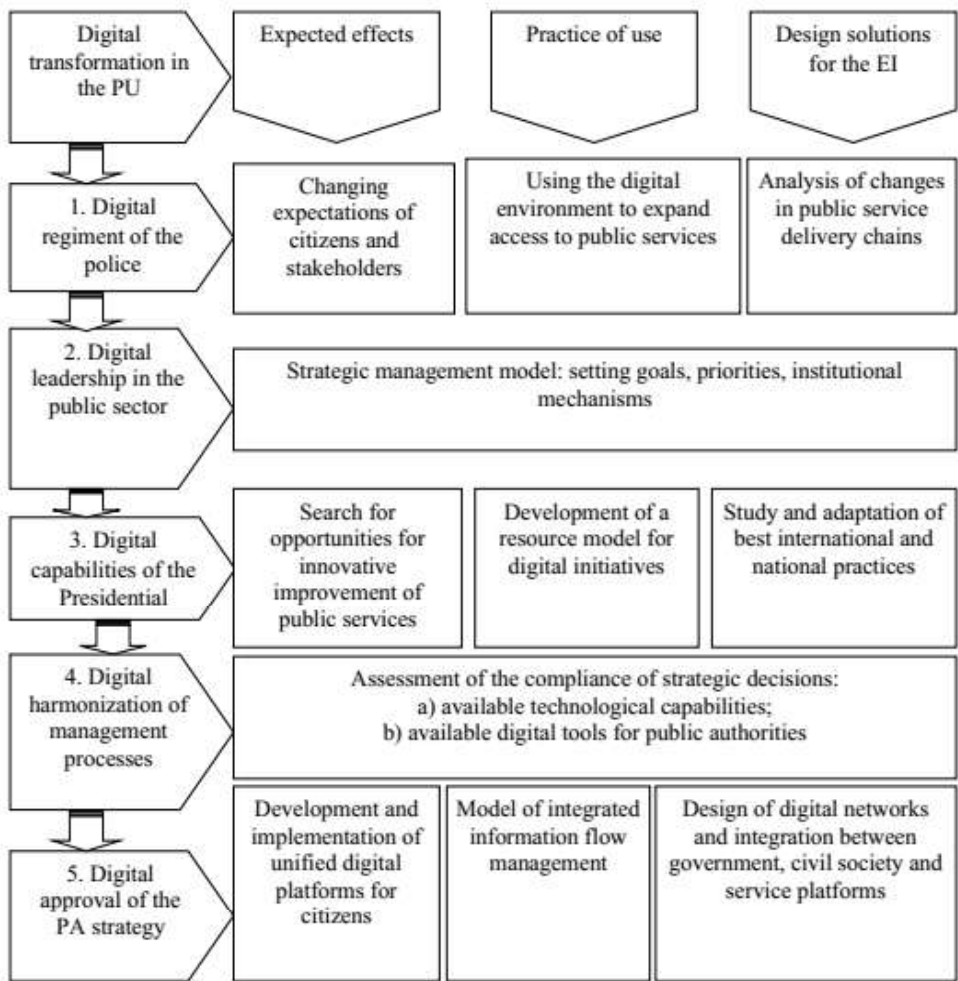 Digital
transformation in
the PU
Expected effects
Practice of use
Design solutions
for the EI
1. Digital
regiment of the
police
Changing
expectations of
citizens and
stakeholders
Using the digital
environment to expand
access to public services
Analysis of changes
in public service
delivery chains
2. Digital
leadership in the
public sector
Strategic management model: setting goals, priorities, institutional
mechanisms
3. Digital
capabilities of the
Presidential
Search for
opportunities for
innovative
improvement of
public services
Development of a
resource model for
digital initiatives
Study and adaptation of
best international and
national practices
4. Digital
harmonization of
management
processes
Assessment of the compliance of strategic decisions:
a) available technological capabilities;
b) available digital tools for public authorities
5. Digital
approval of the
PA strategy
Development and
implementation of
unified digital
platforms for
citizens
Model of integrated
information flow
management
Design of digital networks
and integration between
government, civil society and
service platforms